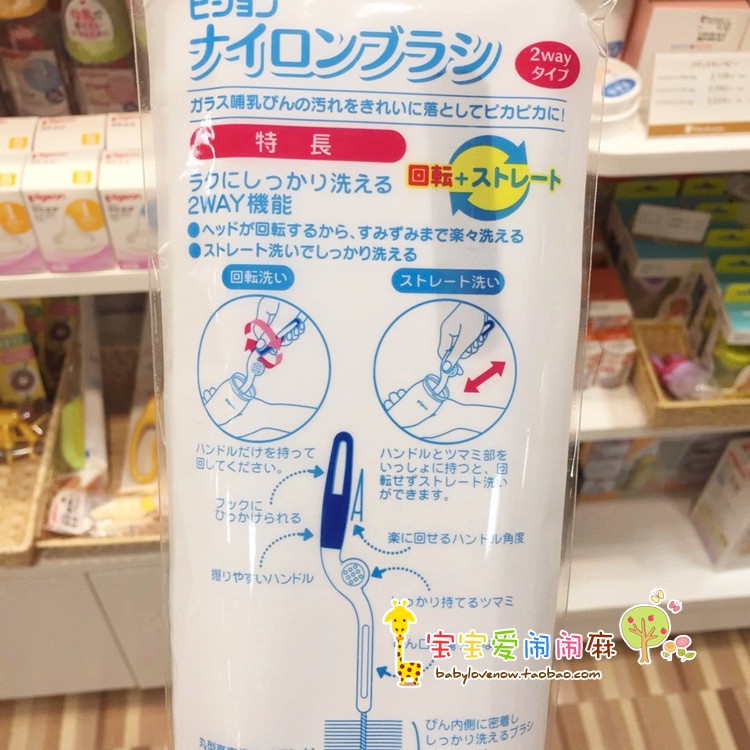 ピジョン
ナイロンブラシ
2way
タイプ
ガラス哺乳びんの汚れをきれいに落としてピカピカに!
特長
回転+ストレート
ラクにしっかり洗える
2WAY機能
●ヘッドが回転するから、すみずみまで楽々洗える
●ストレート洗いでしっかり洗える
回転洗い
ストレート洗い
ハンドルだけを持って
回してください。
ハンドルとツマミ部を
いっしょに持つと、回
転せずストレート洗い
ができます。
フックに
ひっかけられる
楽に回せるハンドル角度
握りやすいハンドル
っかり持てるツマミ
宝宝爱闹闹麻
babylovenow.taobao.com
びん内側に密着し
しっかり洗えるブラシ
pigeon
pigeon